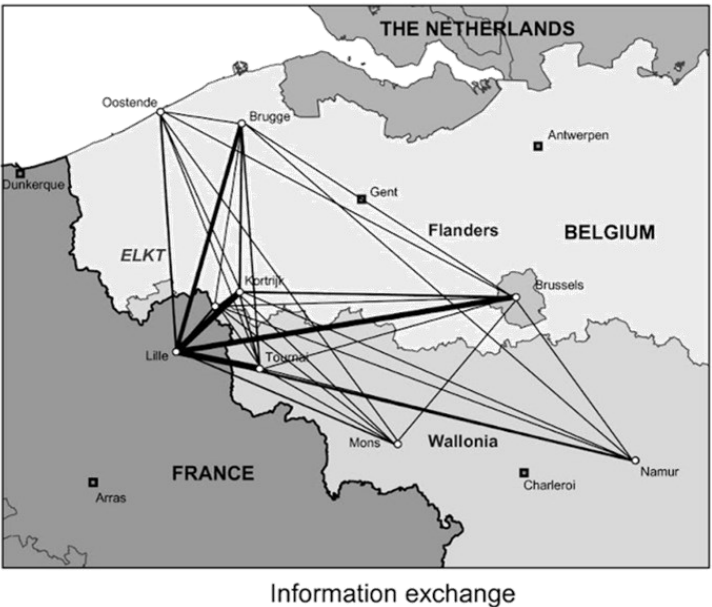 THE NETHERLANDS
Oostende
Brugge
Antwerpen
Dunkerque
Gent
Flanders
BELGIUM
ELKT
Kortrijk
Brussels
Lille
Tournai
Mons
Wallonia
FRANCE
Namur
Charleroi
Arras
Information exchange